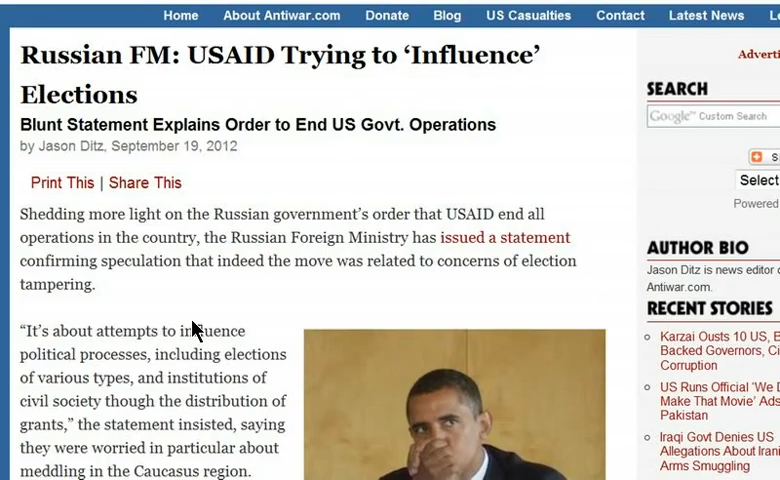 Home About Antiwar.com Donate Blog US Casualties Contact Latest News
Russian FM: USAID Trying to ‘Influence’
Elections
Blunt Statement Explains Order to End US Govt. Operations
by Jason Ditz, September 19, 2012
Print This | Share This
Shedding more light on the Russian government’s order that USAID end all
operations in the country, the Russian Foreign Ministry has issued a statement
confirming speculation that indeed the move was related to concerns of election
tampering.
“It’s about attempts to influence
political processes, including elections
of various types, and institutions of
civil society though the distribution of
grants,” the statement insisted, saying
they were worried in particular about
meddling in the Caucasus region.
Adverti
SEARCH
Google™ Custom Search
S
Select
Powered
AUTHOR BIO
Jason Ditz is news editor
Antiwar.com.
RECENT STORIES
Karzai Ousts 10 US, B
Backed Governors, Ci
Corruption
US Runs Official ‘We D
Make That Movie’ Ads
Pakistan
Iraqi Govt Denies US
Allegations About Irani
Arms Smuggling